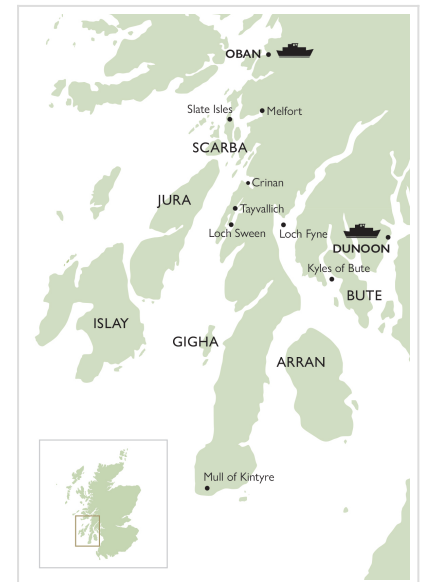 OBAN
Slate Isles
Melfort
SCARBA
Crinan
JURA
Tayvallich
Loch Sween
Loch Fyne
DUNOON
Kyles of Bute
BUTE
ISLAY
GIGHA
ARRAN
Mull of Kintyre